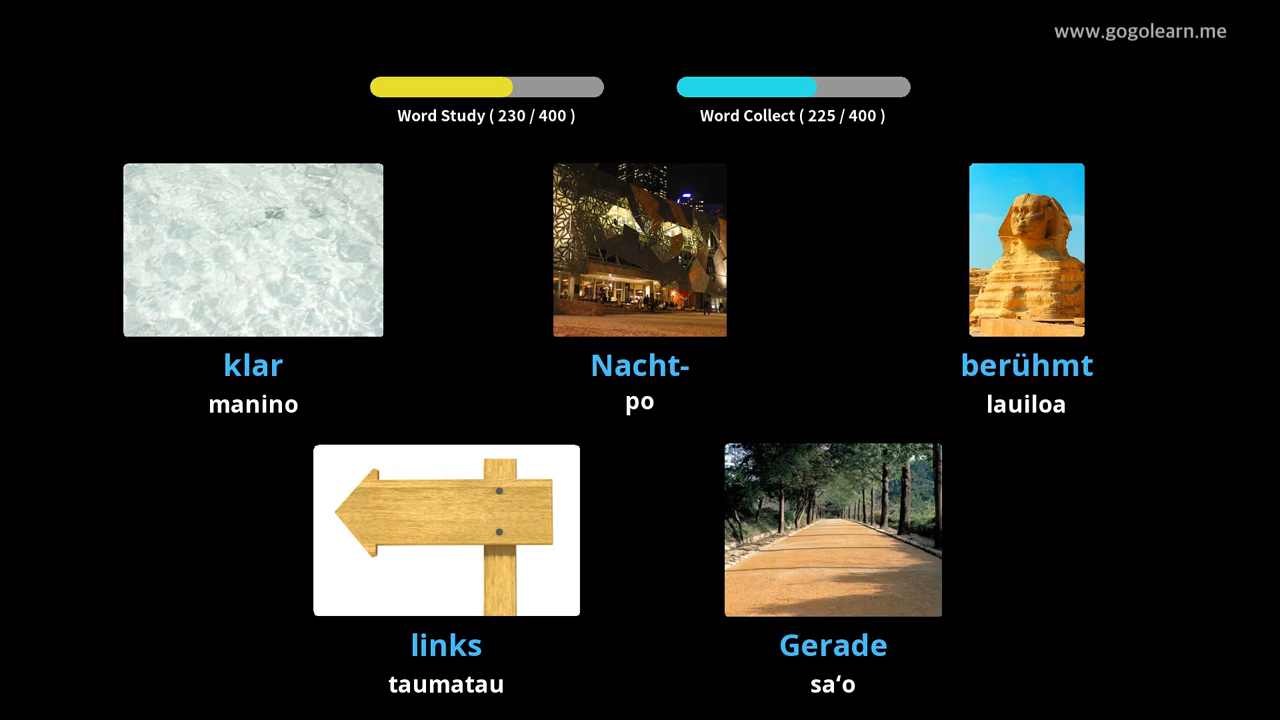 www.gogolearn.me
Word Study ( 230 / 400 )
Word Collect ( 225 / 400 )
klar
manino
Nacht-
po
berühmt
lauiloa
links
taumatau
Gerade
saʻo